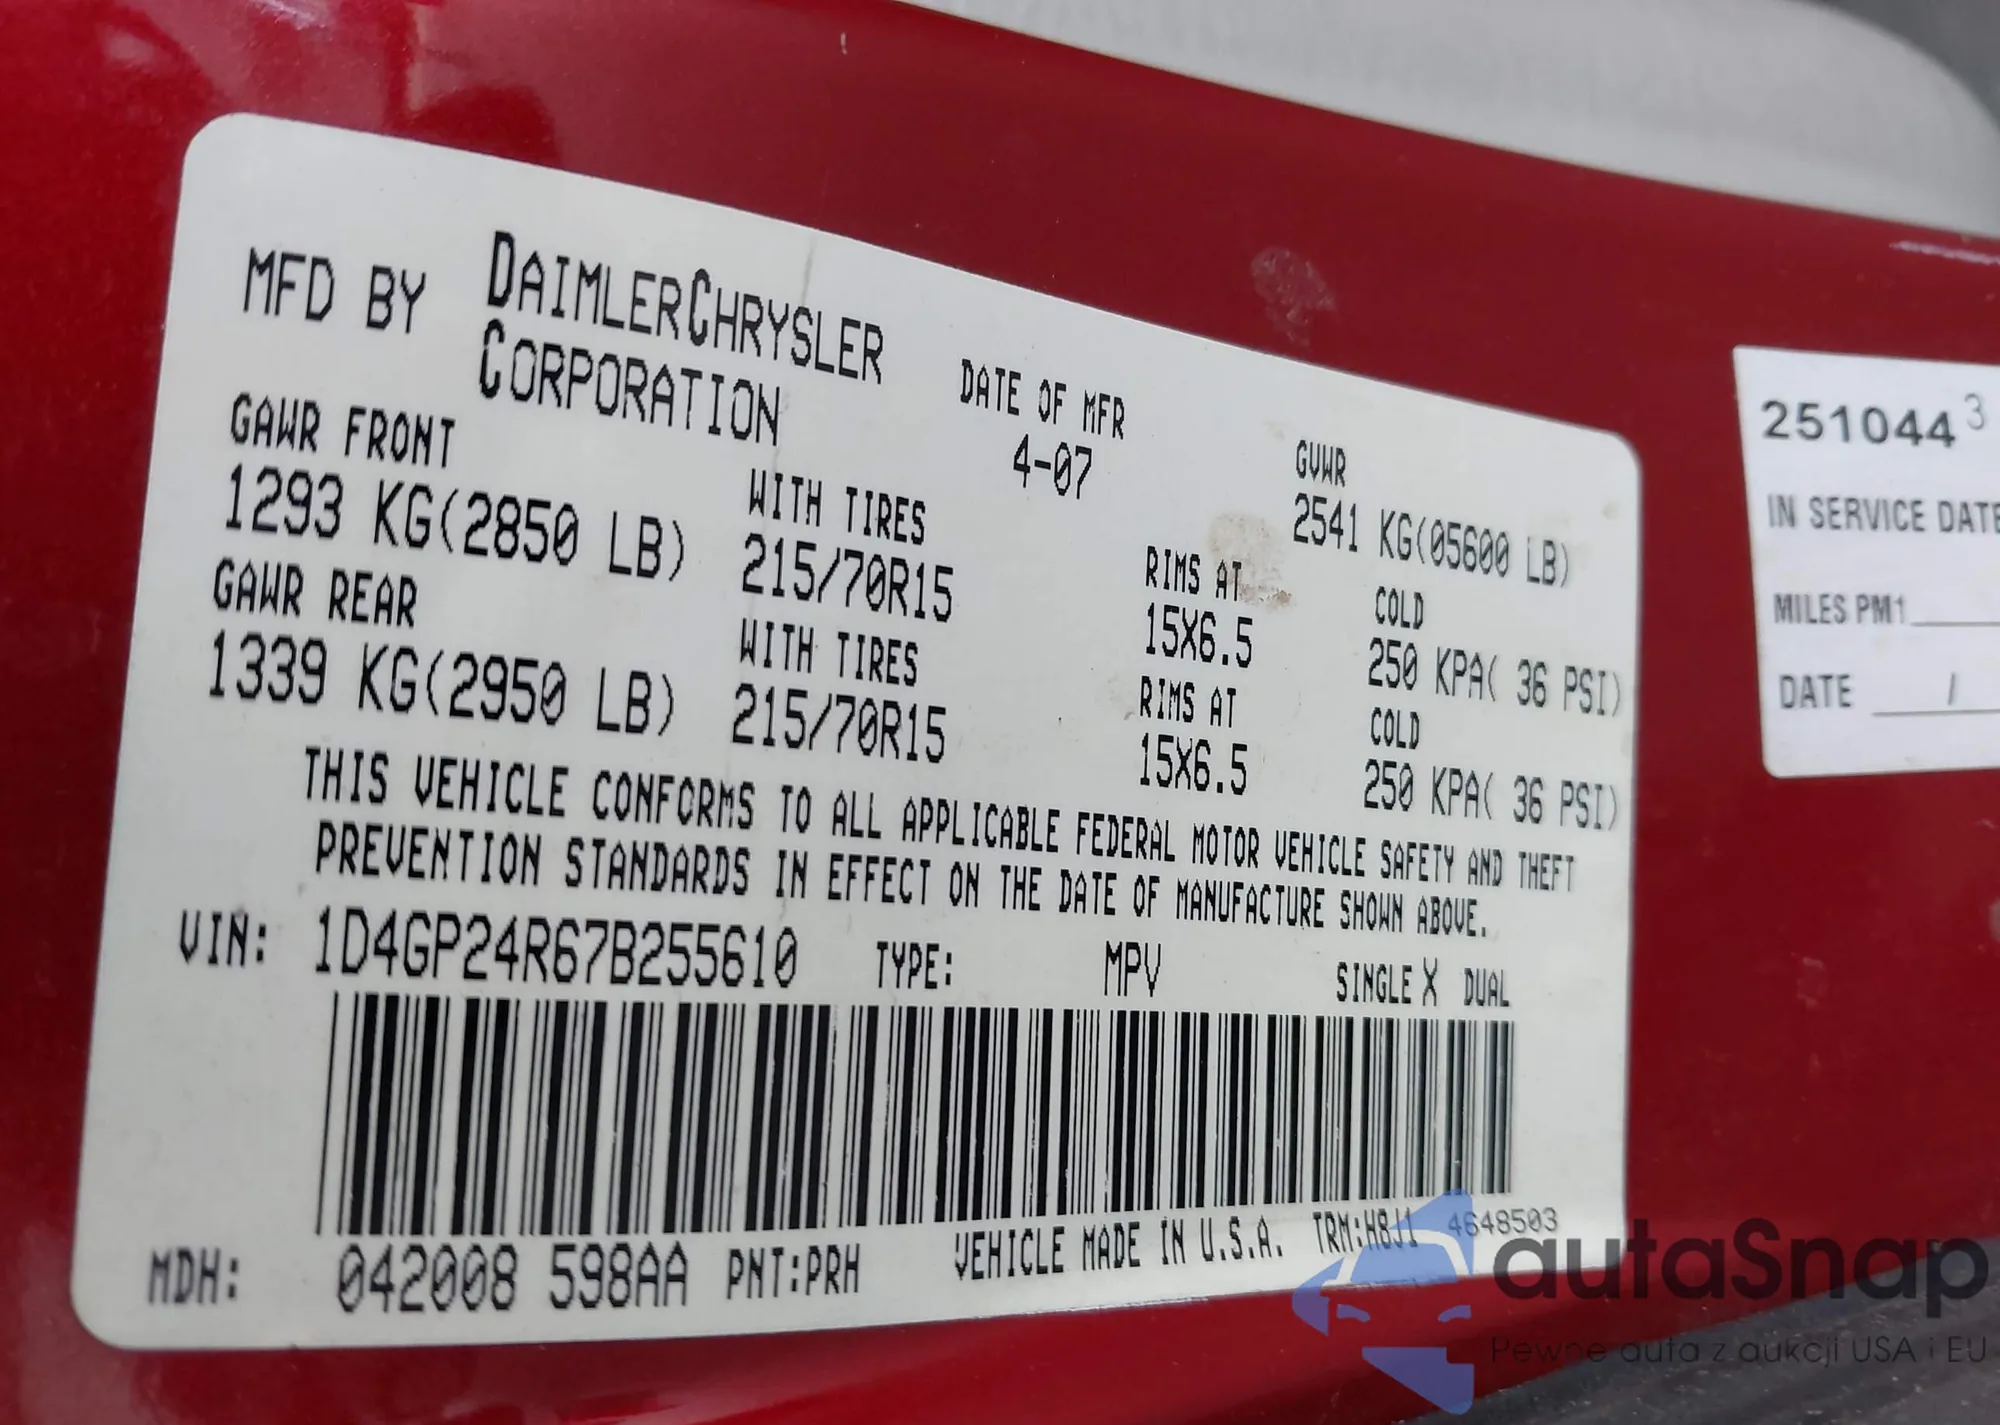 MFD BY DAIMLERCHRYSLER
CORPORATION
DATE OF MFR
4-07
GVWR
2541 KG(05600 LB)
GAWR FRONT
1293 KG(2850 LB)
WITH TIRES
215/70R15
RIMS AT
15X6.5
COLD
250 KPA( 36 PSI)
GAWR REAR
1339 KG(2950 LB)
WITH TIRES
215/70R15
RIMS AT
15X6.5
COLD
250 KPA( 36 PSI)
THIS VEHICLE CONFORMS TO ALL APPLICABLE FEDERAL MOTOR VEHICLE SAFETY AND THEFT
PREVENTION STANDARDS IN EFFECT ON THE DATE OF MANUFACTURE SHOWN ABOVE.
VIN: 1D4GP24R67B255610 TYPE: MPV SINGLE X DUAL
MDH: 042008 598AA PNT:PRH VEHICLE MADE IN U.S.A. TRM:H8J1 4648503
251044 3
IN SERVICE DATE
MILES PM1
DATE /
autaSnap
Pewne auta z aukcji USA i EU